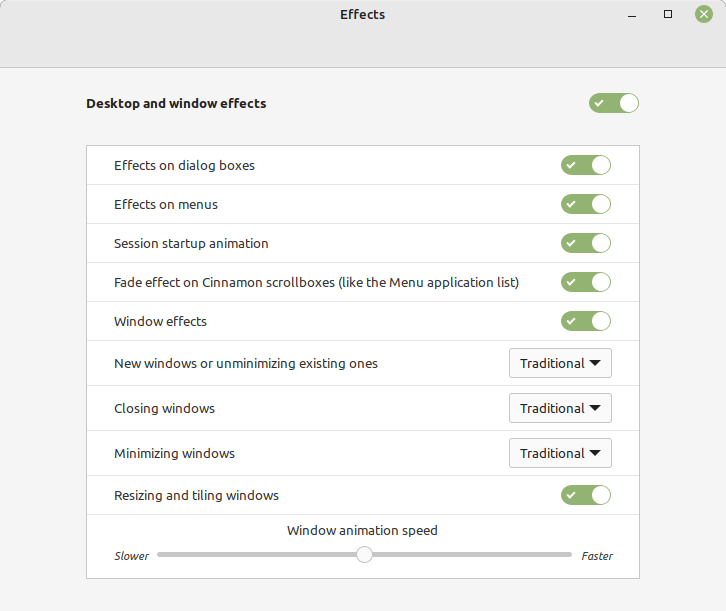 Effects
Desktop and window effects
Effects on dialog boxes
Effects on menus
Session startup animation
Fade effect on Cinnamon scrollboxes (like the Menu application list)
Window effects
New windows or unminimizing existing ones Traditional
Closing windows Traditional
Minimizing windows Traditional
Resizing and tiling windows
Window animation speed
Slower Faster